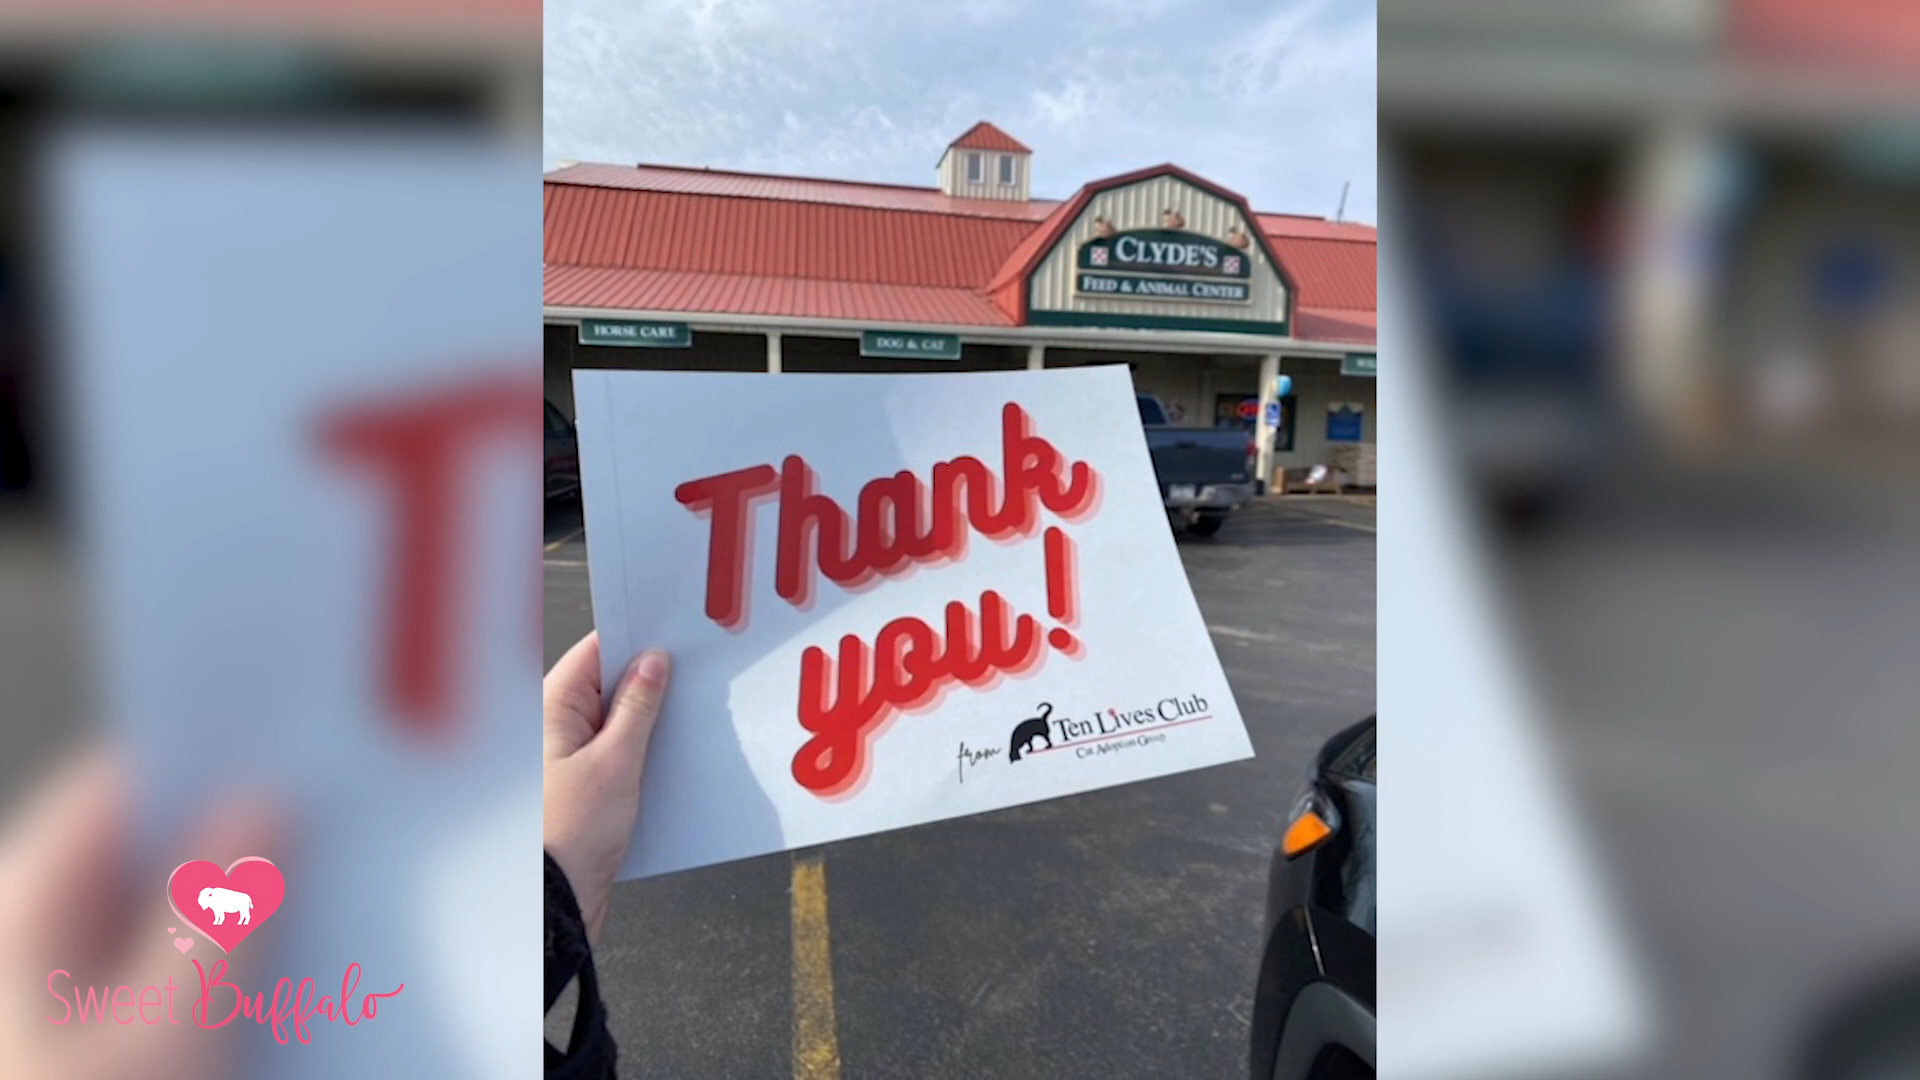 CLYDE'S
FEED & ANIMAL CENTER
HORSE CARE
DOG & CAT
Thank
you!
from Ten Lives Club
Cat Adoption Group
Sweet Buffalo